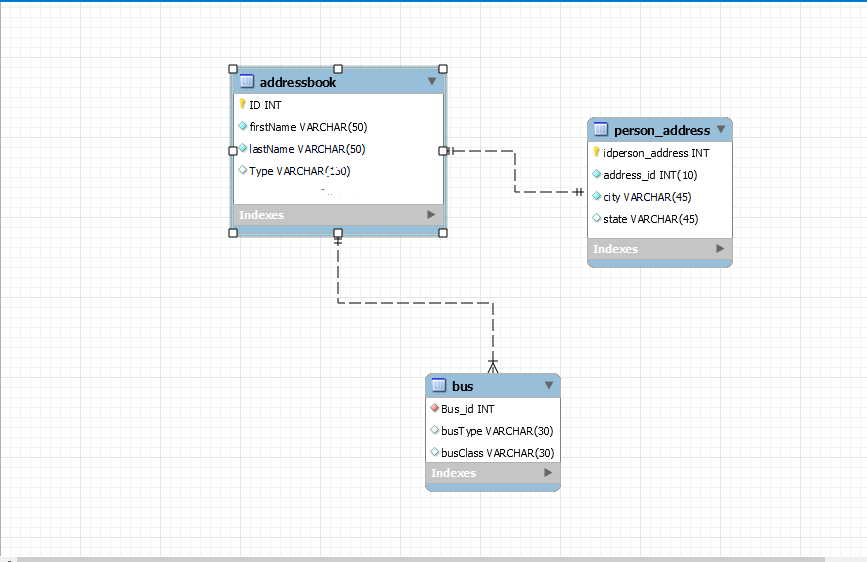 addressbook
ID INT
firstName VARCHAR(50)
lastName VARCHAR(50)
Type VARCHAR(150)
Indexes
person_address
idperson_address INT
address_id INT(10)
city VARCHAR(45)
state VARCHAR(45)
Indexes
bus
Bus_id INT
busType VARCHAR(30)
busClass VARCHAR(30)
Indexes